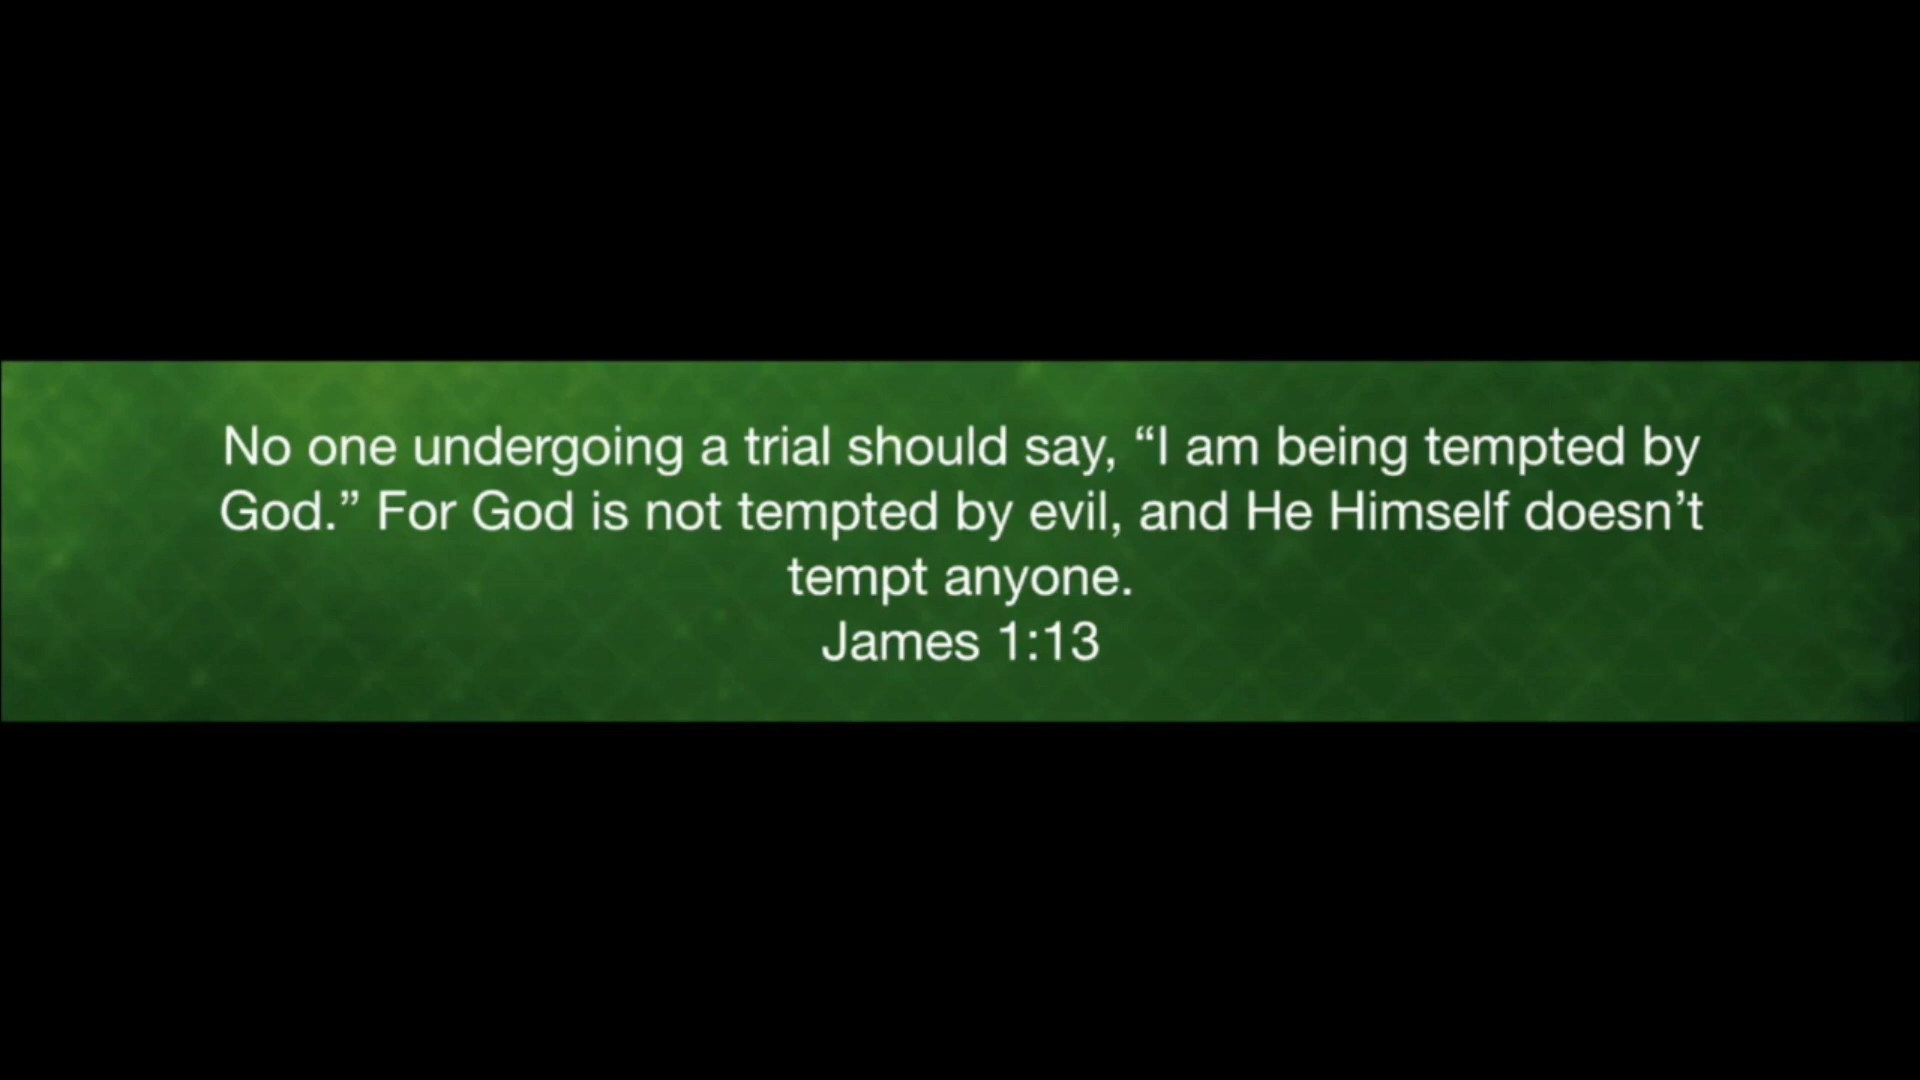 No one undergoing a trial should say, “I am being tempted by
God.” For God is not tempted by evil, and He Himself doesn’t
tempt anyone.
James 1:13